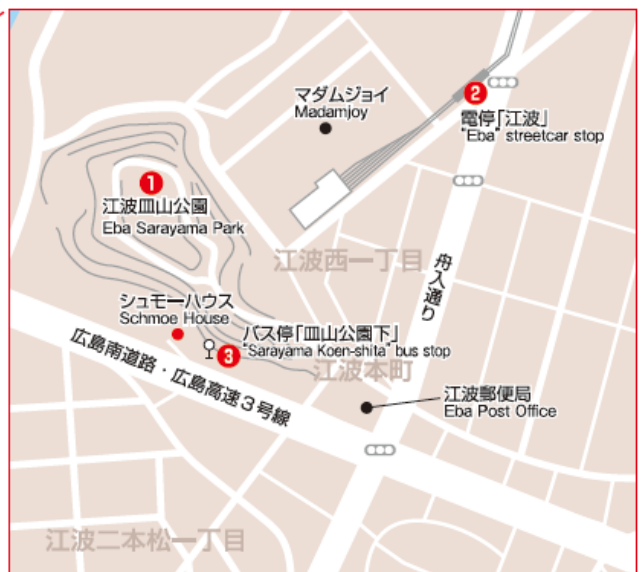 マダムジョイ
Madamjoy
2
電停「江波」
"Eba" streetcar stop
1
江波皿山公園
Eba Sarayama Park
江波西一丁目
舟入通り
シュモーハウス
Schmoe House
バス停「皿山公園下」
3
"Sarayama Koen-shita" bus stop
江波本町
広島南道路・広島高速3号線
江波郵便局
Eba Post Office
江波二本松一丁目